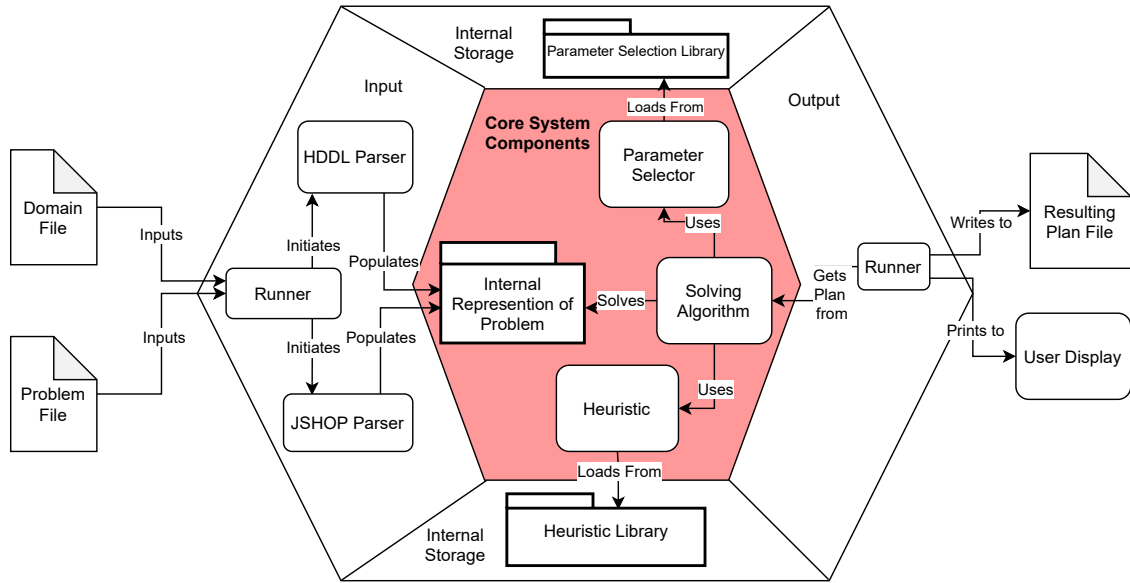 Internal
Storage
Parameter Selection Library
Input
Output
Loads From
Core System
Components
HDDL Parser
Parameter
Selector
Domain
File
Resulting
Plan File
Inputs
Initiates
Uses
Writes to
Populates
Runner
Internal
Represention of
Problem
Solves
Solving
Algorithm
Gets
Plan
from
Runner
Inputs
Initiates
Populates
Prints to
User Display
Problem
File
JSHOP Parser
Uses
Heuristic
Loads From
Internal
Storage
Heuristic Library